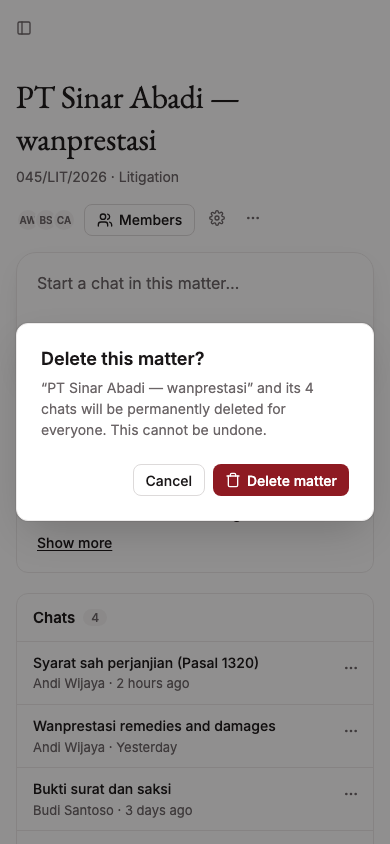 PT Sinar Abadi —
wanprestasi
045/LIT/2026 · Litigation
AW BS CA
Members
Start a chat in this matter...
Delete this matter?
“PT Sinar Abadi — wanprestasi” and its 4
chats will be permanently deleted for
everyone. This cannot be undone.
Cancel
Delete matter
Show more
Chats 4
Syarat sah perjanjian (Pasal 1320)
Andi Wijaya · 2 hours ago
Wanprestasi remedies and damages
Andi Wijaya · Yesterday
Bukti surat dan saksi
Budi Santoso · 3 days ago